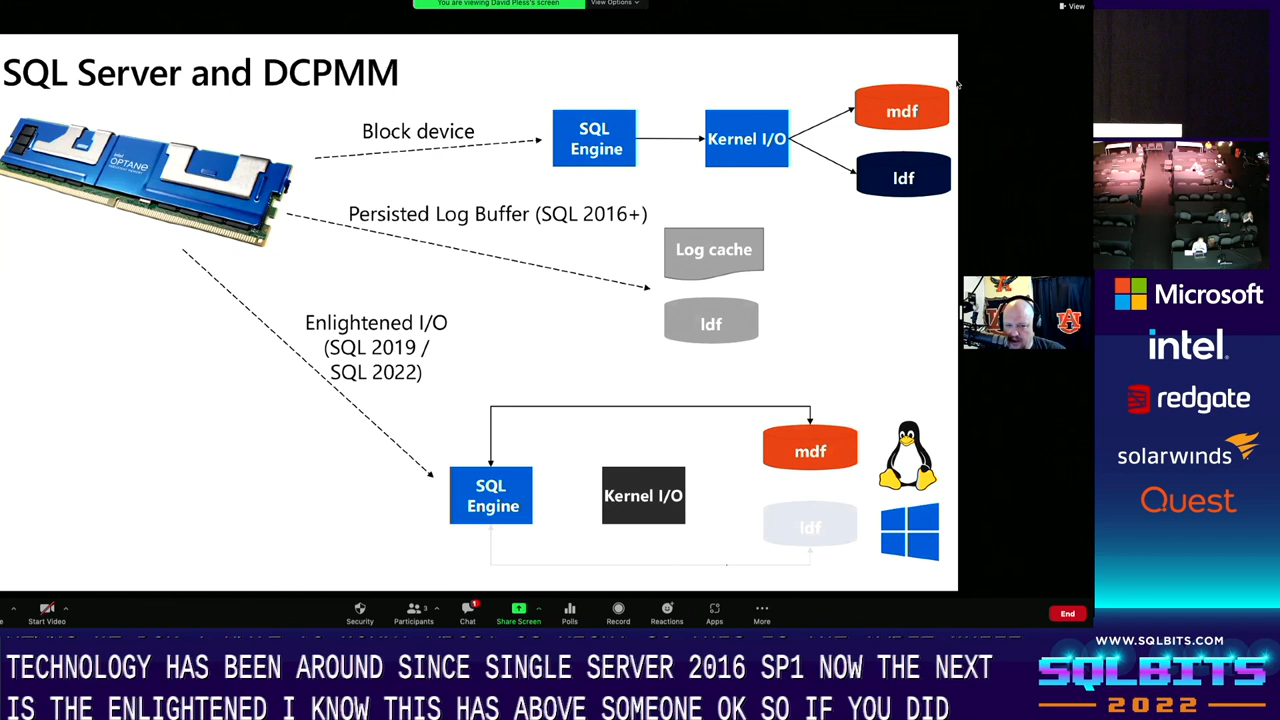 You are viewing David Pless's screen
View Options
View
SQL Server and DCPMM
Block device
SQL
Engine
Kernel I/O
mdf
ldf
OPTANE
Persisted Log Buffer (SQL 2016+)
Log cache
ldf
Enlightened I/O
(SQL 2019 /
SQL 2022)
mdf
SQL
Engine
Kernel I/O
ldf
Microsoft
intel.
redgate
solarwinds
Quest
Start Video
Security
3
Participants
1
Chat
Share Screen
Polls
Record
Reactions
Apps
More
End
TECHNOLOGY HAS BEEN AROUND SINCE SINGLE SERVER 2016 SP1 NOW THE NEXT
IS THE ENLIGHTENED I KNOW THIS HAS ABOVE SOMEONE OK SO IF YOU DID
WWW.SQLBITS.COM
SQLBITS
2022